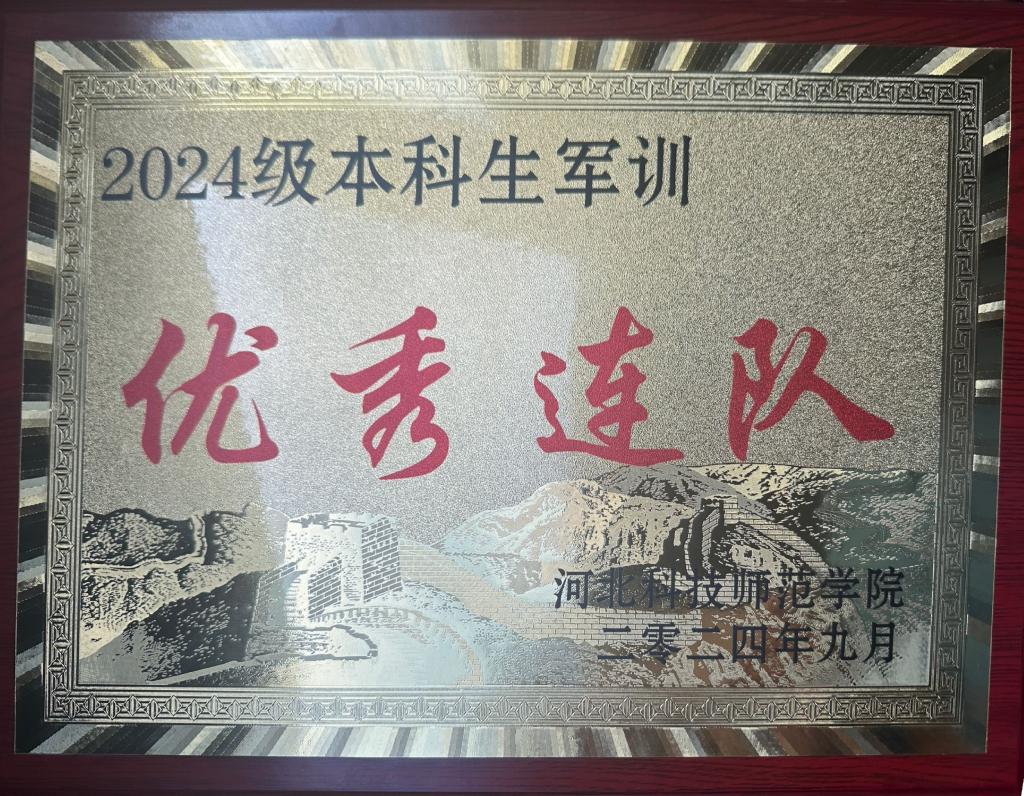 2024级本科生军训
优秀连队
河北科技师范学院
二零二四年九月